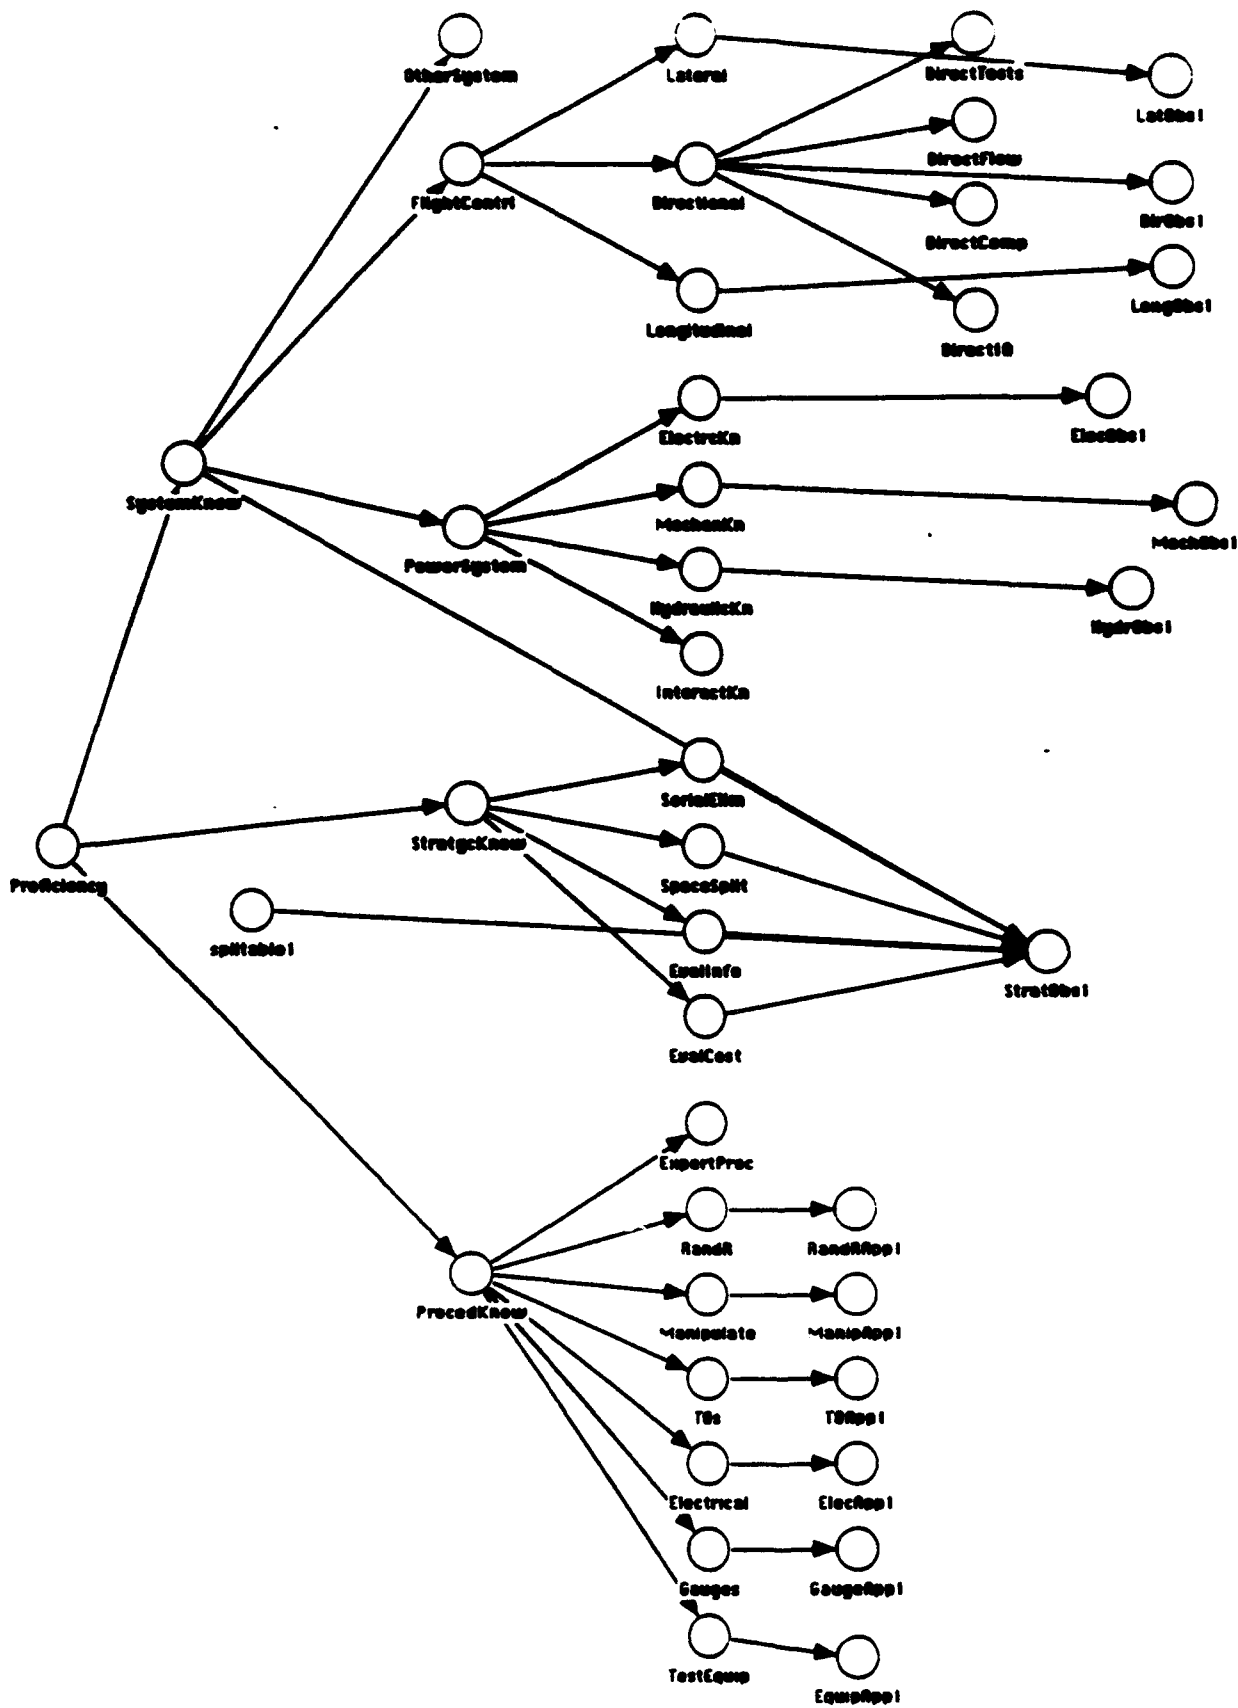 OtherSystem
Lateral
DirectTests
LatObs1
DirectFlow
FlightContrl
Directional
DirObs1
DirectComp
LongObs1
Longitudinal
ElectrcKn
ElecObs1
SystemKnow
MechanKn
MechObs1
PowerSystem
HydraulicKn
HydrObs1
InteractKn
SerialElim
StratgcKnow
Proficiency
SpaceSplit
splitable1
EvalInfo
StratObs1
EvalCost
ExpertProc
RandR
RandRApp1
ProcedKnow
Manipulate
ManipApp1
TOs
TOApp1
Electrical
ElecApp1
Gauges
GaugeApp1
TestEquip
EquipApp1